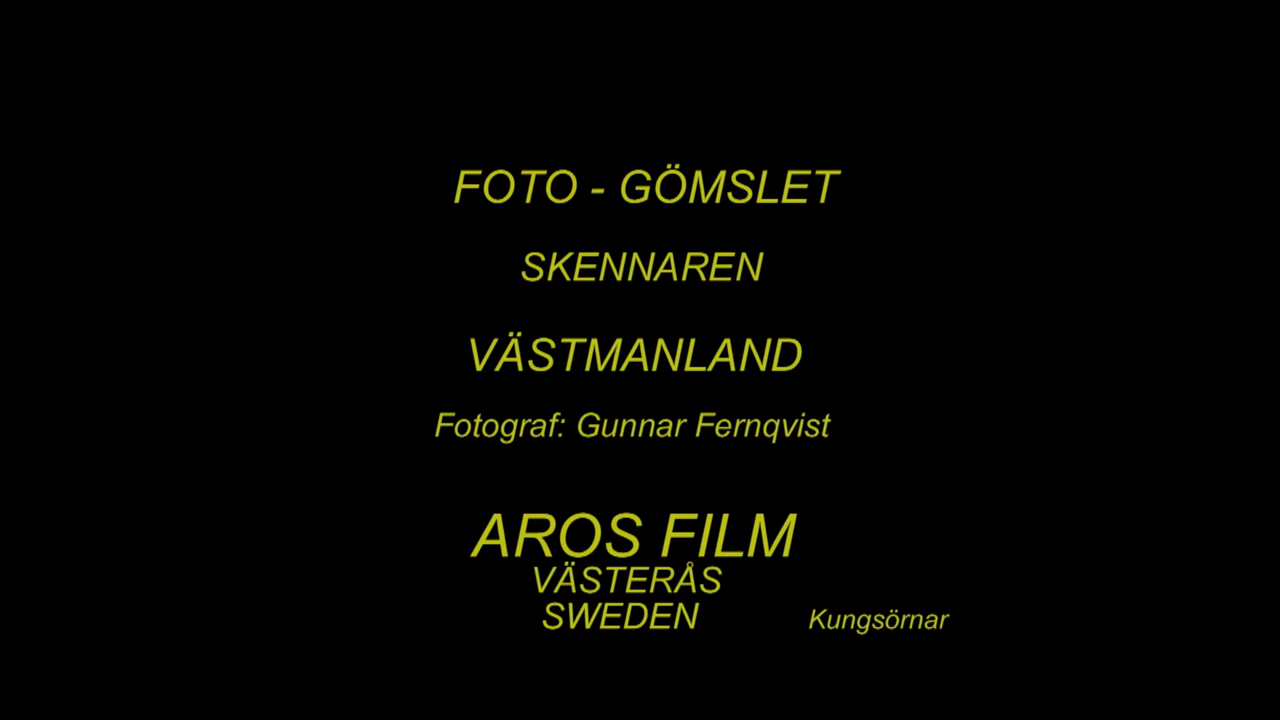 FOTO - GÖMSLET
SKENNAREN
VÄSTMANLAND
Fotograf: Gunnar Fernqvist
AROS FILM
VÄSTERÅS
SWEDEN
Kungsörnar